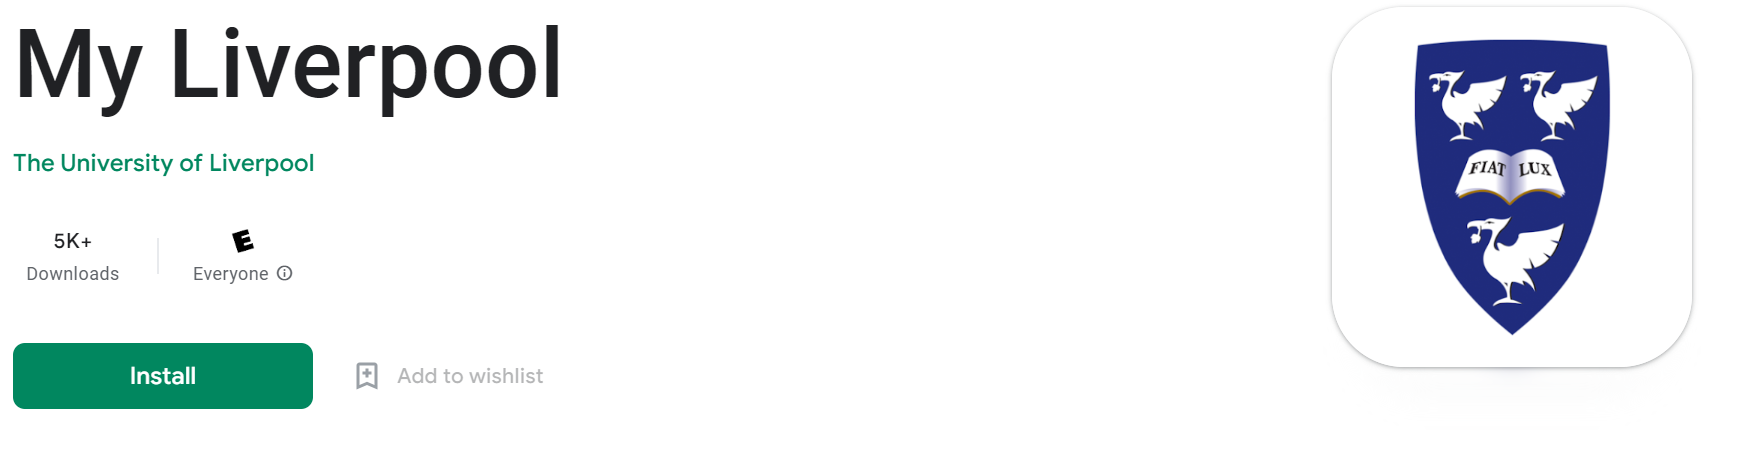 My Liverpool
The University of Liverpool
5K+
Downloads
E
Everyone
Install
Add to wishlist
FIAT LUX